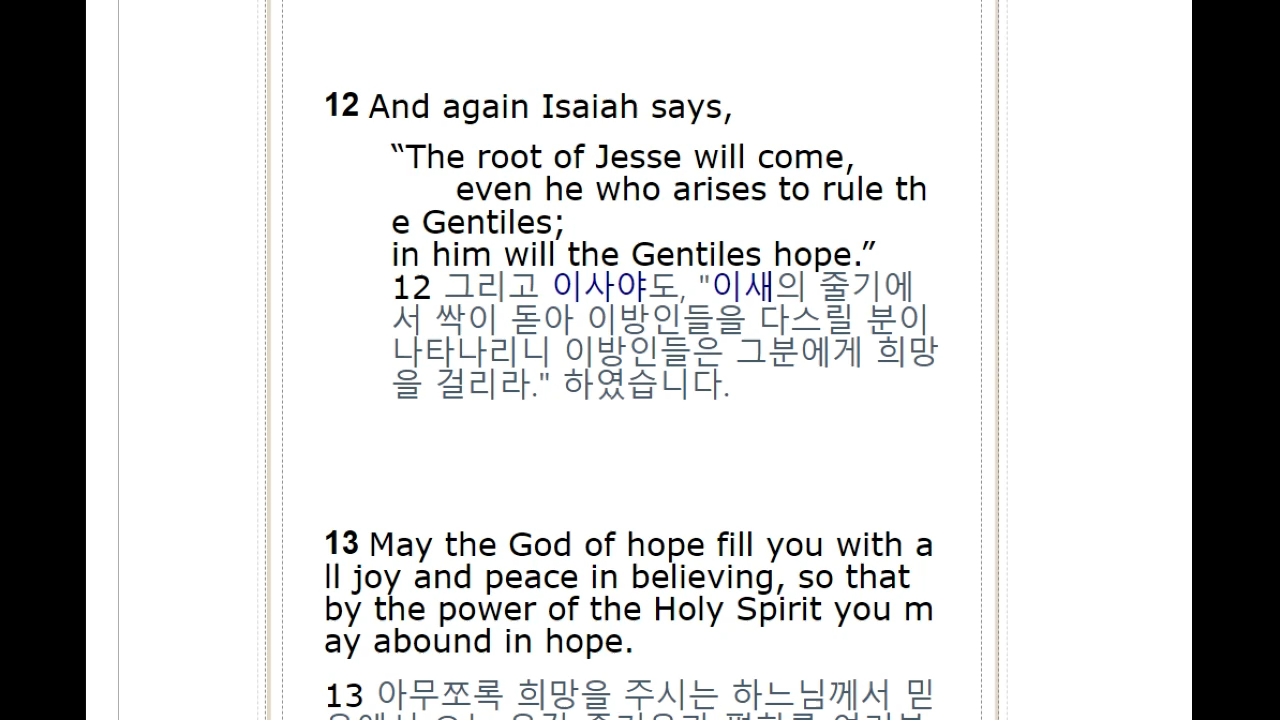 12 And again Isaiah says,
“The root of Jesse will come,
even he who arises to rule th
e Gentiles;
in him will the Gentiles hope.”
12 그리고 이사야도, "이새의 줄기에
서 싹이 돋아 이방인들을 다스릴 분이
나타나리니 이방인들은 그분에게 희망
을 걸리라." 하였습니다.
13 May the God of hope fill you with a
ll joy and peace in believing, so that
by the power of the Holy Spirit you m
ay abound in hope.
13 아무쪼록 희망을 주시는 하느님께서 믿